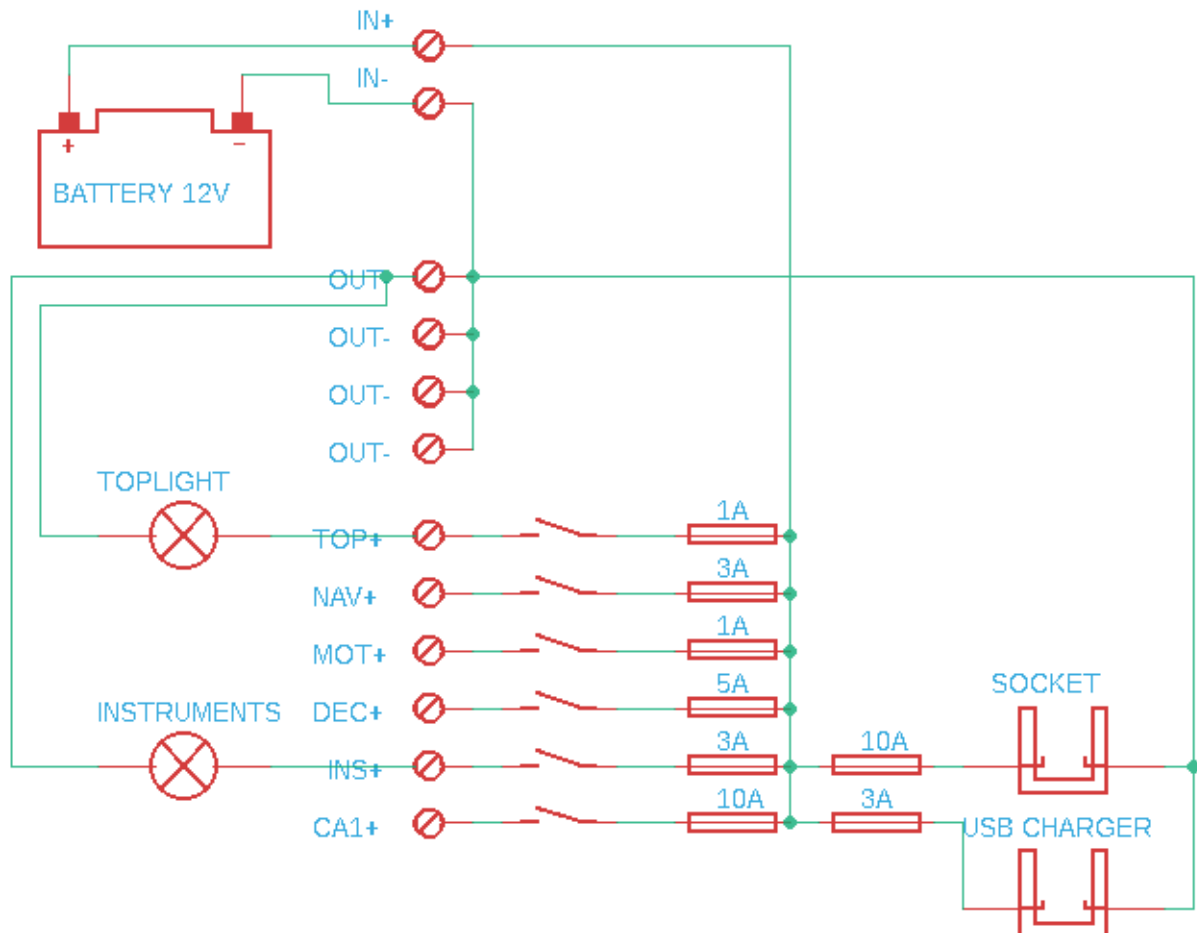 IN+
IN-
+
-
BATTERY 12V
OUT-
OUT-
OUT-
OUT-
TOPLIGHT
1A
TOP+
3A
NAV+
1A
MOT+
5A
SOCKET
INSTRUMENTS
DEC+
3A
10A
INS+
10A
3A
CA1+
USB CHARGER